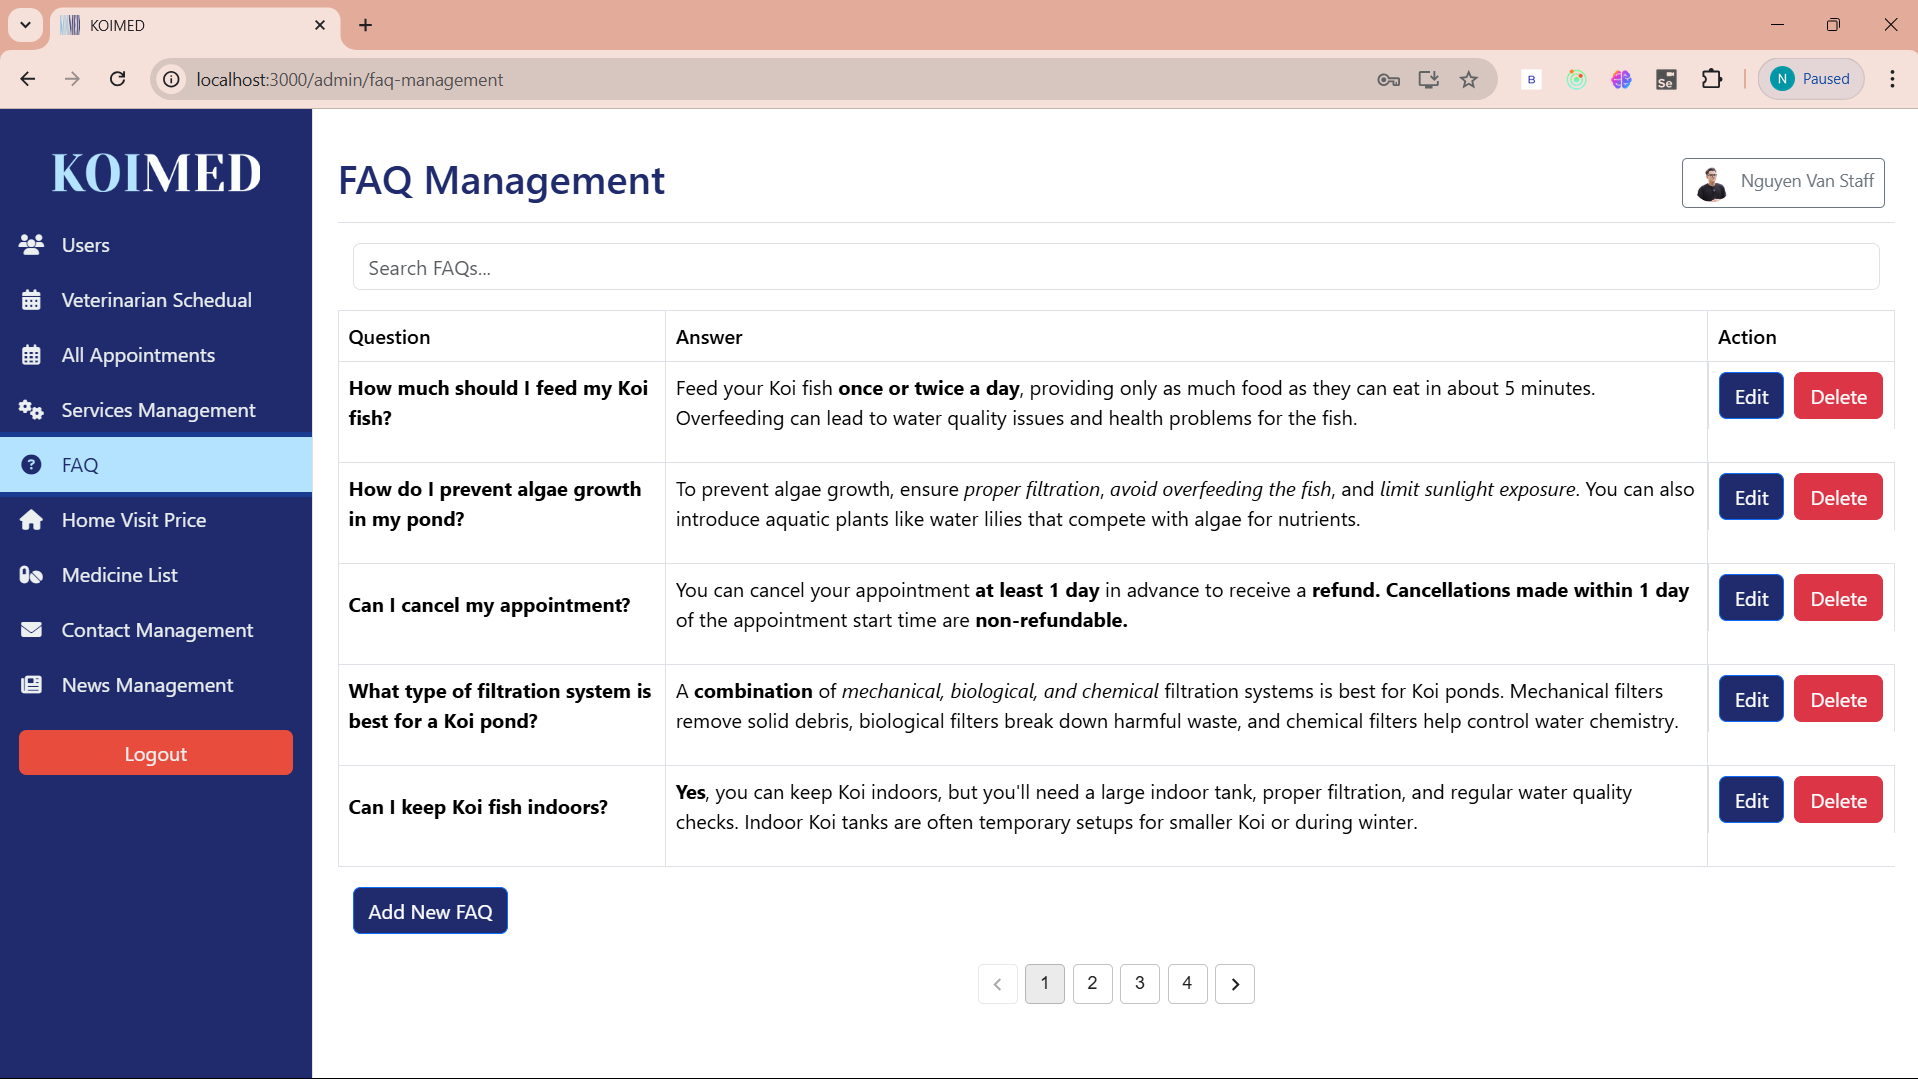 KOIMED
localhost:3000/admin/faq-management
B
Se
N Paused
KOIMED
Users
Veterinarian Schedual
All Appointments
Services Management
FAQ
Home Visit Price
Medicine List
Contact Management
News Management
Logout
FAQ Management
Nguyen Van Staff
Search FAQs...
Question Answer Action
How much should I feed my Koi
fish?
Feed your Koi fish once or twice a day, providing only as much food as they can eat in about 5 minutes.
Overfeeding can lead to water quality issues and health problems for the fish.
Edit Delete
How do I prevent algae growth
in my pond?
To prevent algae growth, ensure proper filtration, avoid overfeeding the fish, and limit sunlight exposure. You can also
introduce aquatic plants like water lilies that compete with algae for nutrients.
Edit Delete
Can I cancel my appointment?
You can cancel your appointment at least 1 day in advance to receive a refund. Cancellations made within 1 day
of the appointment start time are non-refundable.
Edit Delete
What type of filtration system is
best for a Koi pond?
A combination of mechanical, biological, and chemical filtration systems is best for Koi ponds. Mechanical filters
remove solid debris, biological filters break down harmful waste, and chemical filters help control water chemistry.
Edit Delete
Can I keep Koi fish indoors?
Yes, you can keep Koi indoors, but you'll need a large indoor tank, proper filtration, and regular water quality
checks. Indoor Koi tanks are often temporary setups for smaller Koi or during winter.
Edit Delete
Add New FAQ
1 2 3 4